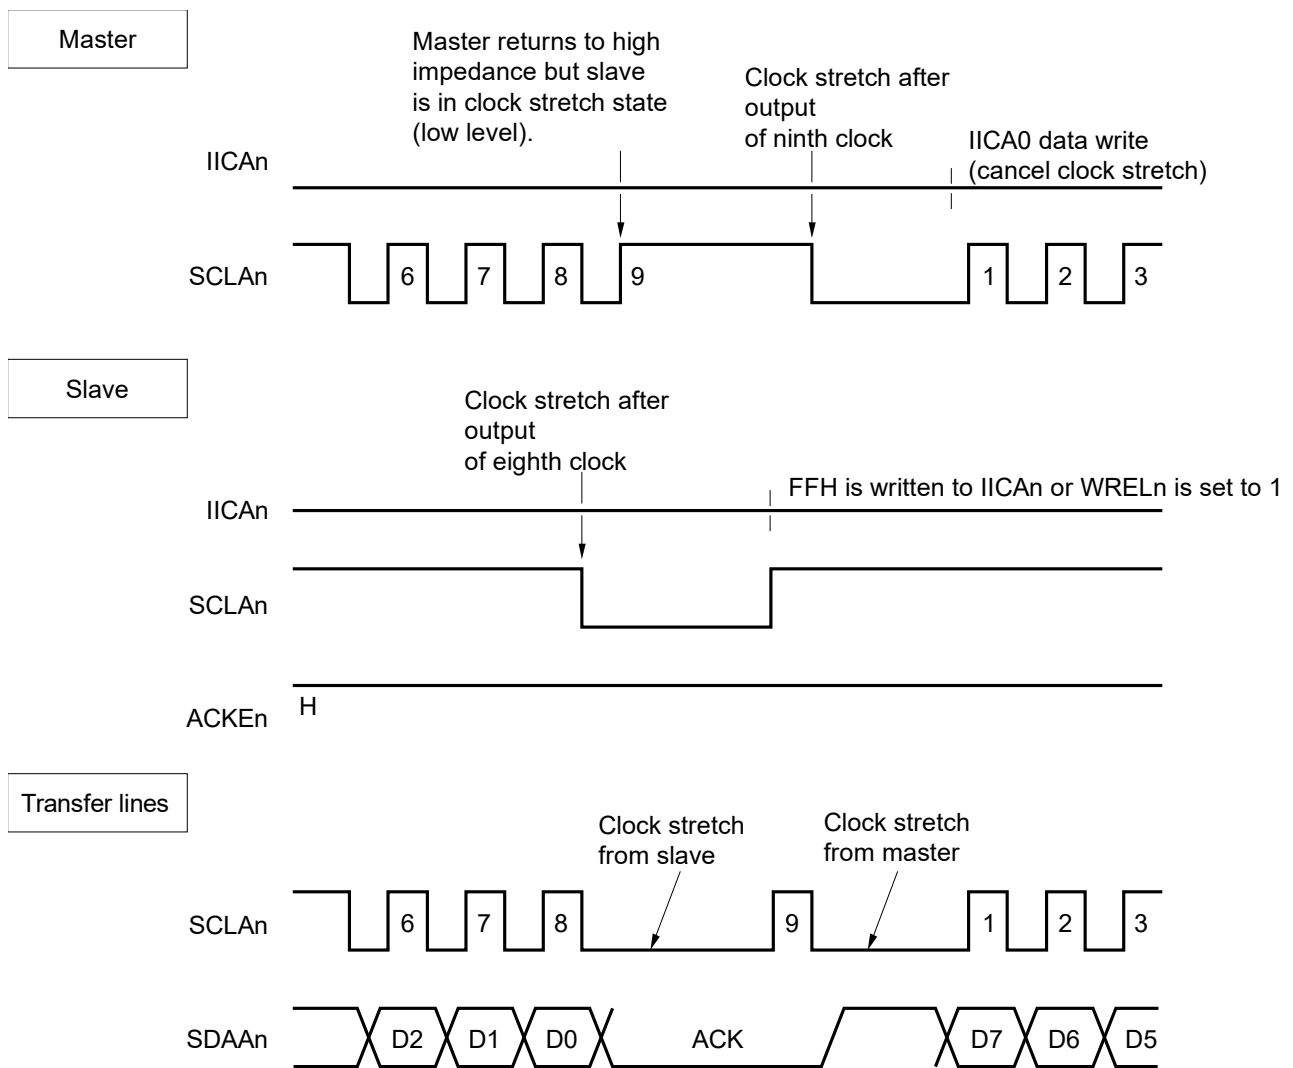 Master
Master returns to high
impedance but slave
is in clock stretch state
(low level).
Clock stretch after
output
of ninth clock
IICA0 data write
(cancel clock stretch)
IICAn
SCLAn
6 7 8 9 1 2 3
Slave
Clock stretch after
output
of eighth clock
FFH is written to IICAn or WRELn is set to 1
IICAn
SCLAn
H
ACKEn
Transfer lines
Clock stretch
from slave
Clock stretch
from master
SCLAn
6 7 8 9 1 2 3
SDAAn
D2 D1 D0 ACK D7 D6 D5